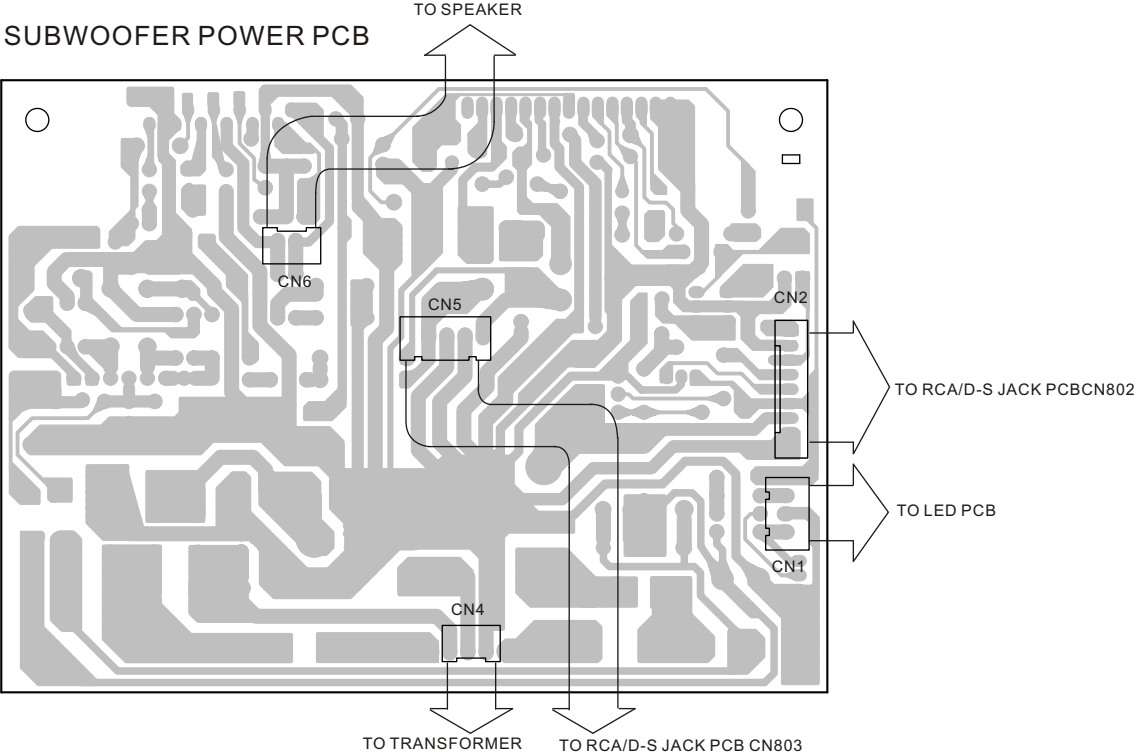 TO SPEAKER
SUBWOOFER POWER PCB
CN6
CN5
CN2
TO RCA/D-S JACK PCBCN802
TO LED PCB
CN1
CN4
TO TRANSFORMER
TO RCA/D-S JACK PCB CN803